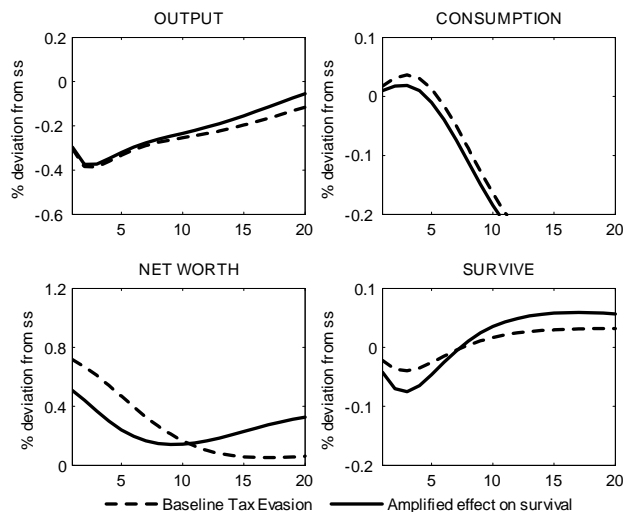 OUTPUT
% deviation from ss
0.2
0
-0.2
-0.4
-0.6
5 10 15 20
CONSUMPTION
% deviation from ss
0.1
0
-0.1
-0.2
5 10 15 20
NET WORTH
% deviation from ss
1.2
0.8
0.4
0
5 10 15 20
SURVIVE
% deviation from ss
0.1
0
-0.1
-0.2
5 10 15 20
Baseline Tax Evasion Amplified effect on survival